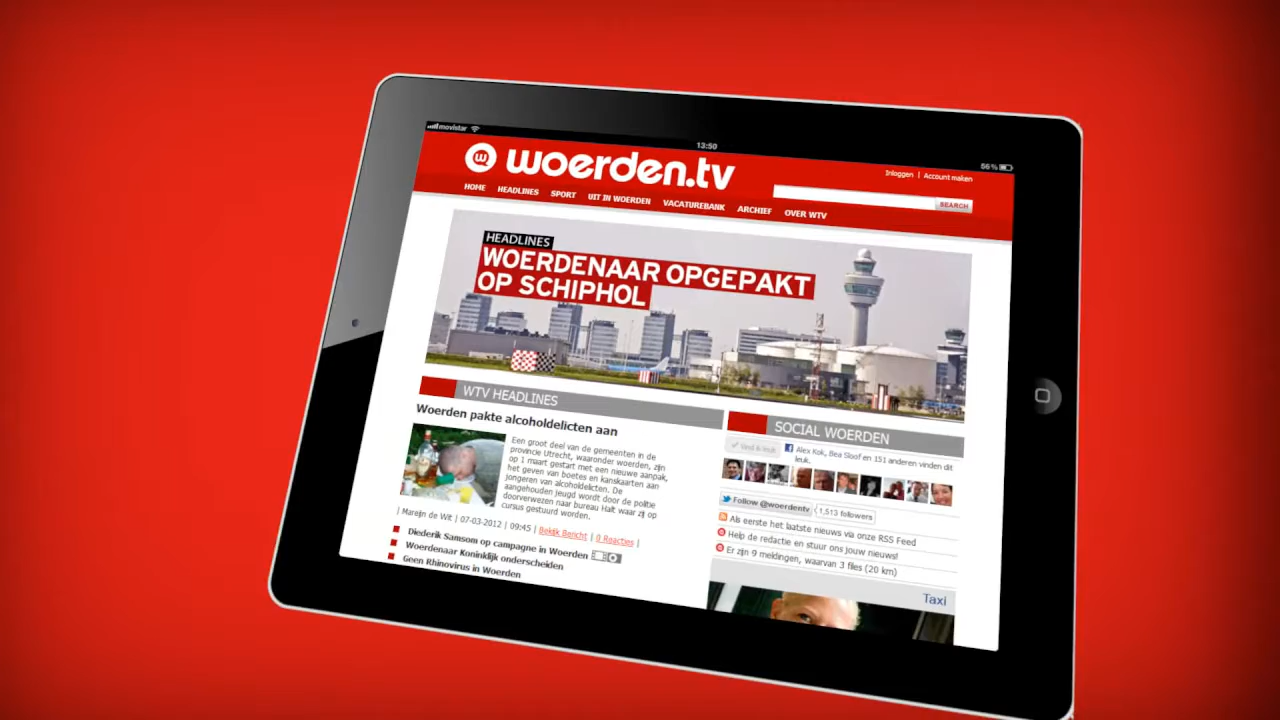 movistar
13:50
56 %
woerden.tv
Inloggen | Account maken
SEARCH
HOME HEADLINES SPORT UIT IN WOERDEN VACATUREBANK ARCHIEF OVER WTV
HEADLINES
WOERDENAAR OPGEPAKT
OP SCHIPHOL
WTV HEADLINES
Woerden pakte alcoholdelicten aan
Een groot deel van de gemeenten in de
provincie Utrecht, waaronder woerden, zijn
op 1 maart gestart met een nieuwe aanpak,
het geven van boetes en kanskaarten aan
jongeren van alcoholdelicten. De
aangehouden jeugd wordt door de politie
doorverwezen naar bureau Halt waar zij op
cursus gestuurd worden.
| Mareijn de Wit | 07-03-2012 | 09:45 | Bekijk Bericht | 0 Reacties |
Diederik Samsom op campagne in Woerden
Woerdenaar Koninklijk onderscheiden
Geen Rhinovirus in Woerden
SOCIAL WOERDEN
Vind ik leuk
Alex Kok, Bea Sloof en 151 anderen vinden dit
leuk.
Follow @woerdentv
1,513 followers
Als eerste het laatste nieuws via onze RSS Feed
Help de redactie en stuur ons jouw nieuws!
Er zijn 9 meldingen, waarvan 3 files (20 km)
Taxi